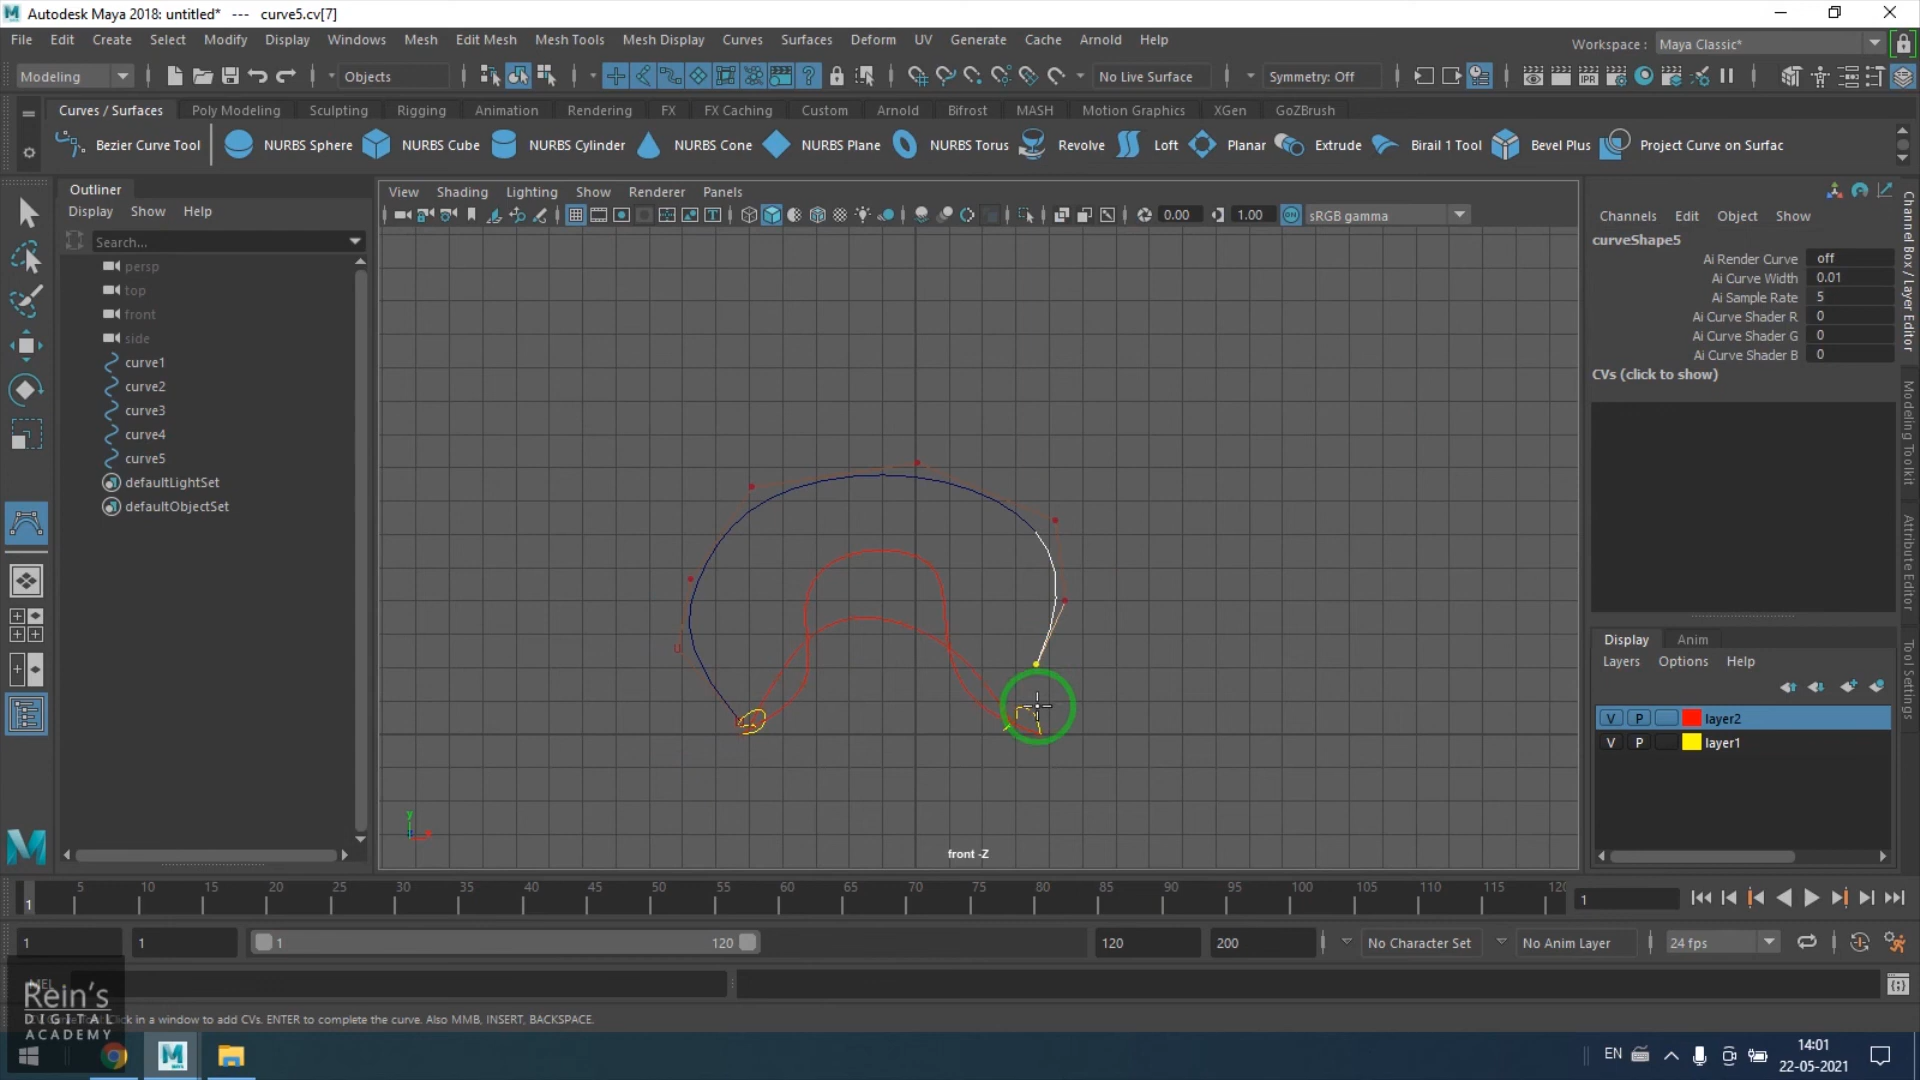 Autodesk Maya 2018: untitled*   ---   curve5.cv[7]
File Edit Create Select Modify Display Windows Mesh Edit Mesh Mesh Tools Mesh Display Curves Surfaces Deform UV Generate Cache Arnold Help
Workspace : Maya Classic*
Modeling Objects No Live Surface Symmetry: Off
IPR
Curves / Surfaces Poly Modeling Sculpting Rigging Animation Rendering FX FX Caching Custom Arnold Bifrost MASH Motion Graphics XGen GoZBrush
Bezier Curve Tool NURBS Sphere NURBS Cube NURBS Cylinder NURBS Cone NURBS Plane NURBS Torus Revolve Loft Planar Extrude Birail 1 Tool Bevel Plus Project Curve on Surfac
Outliner
Display Show Help
Search...
persp
top
front
side
curve1
curve2
curve3
curve4
curve5
defaultLightSet
defaultObjectSet
View Shading Lighting Show Renderer Panels
0.00 1.00 ON sRGB gamma
u
y
front -Z
Channels Edit Object Show
curveShape5
Ai Render Curve off
Ai Curve Width 0.01
Ai Sample Rate 5
Ai Curve Shader R 0
Ai Curve Shader G 0
Ai Curve Shader B 0
CVs (click to show)
Channel Box / Layer Editor
Modeling Toolkit
Attribute Editor
Tool Settings
Display Anim
Layers Options Help
V P layer2
V P layer1
5 10 15 20 25 30 35 40 45 50 55 60 65 70 75 80 85 90 95 100 105 110 115 120
1
1
1 1 1 120 120 200 No Character Set No Anim Layer 24 fps
MEL
Rein's
DIGITAL
ACADEMY
Click in a window to add CVs. ENTER to complete the curve. Also MMB, INSERT, BACKSPACE.
EN
14:01
22-05-2021